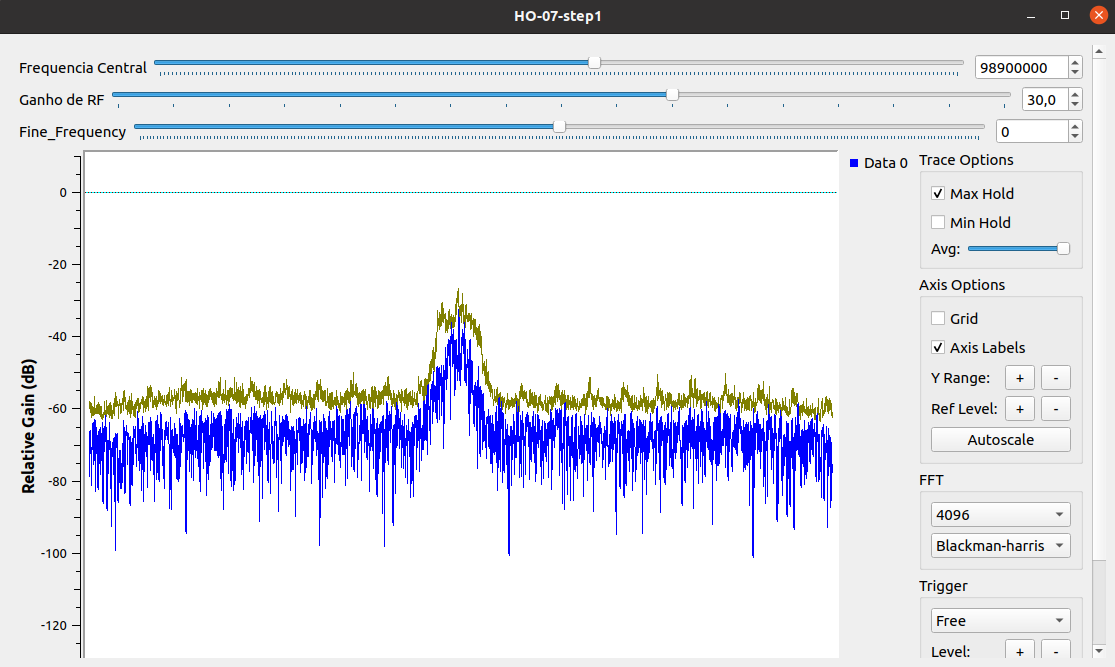 HO-07-step1
Frequencia Central 98900000
Ganho de RF 30,0
Fine_Frequency 0
Data 0
Trace Options
Max Hold
Min Hold
Avg:
Axis Options
Grid
Axis Labels
Y Range: + -
Ref Level: + -
Autoscale
FFT
4096
Blackman-harris
Trigger
Free
Level: + -
Relative Gain (dB)
0
-20
-40
-60
-80
-100
-120